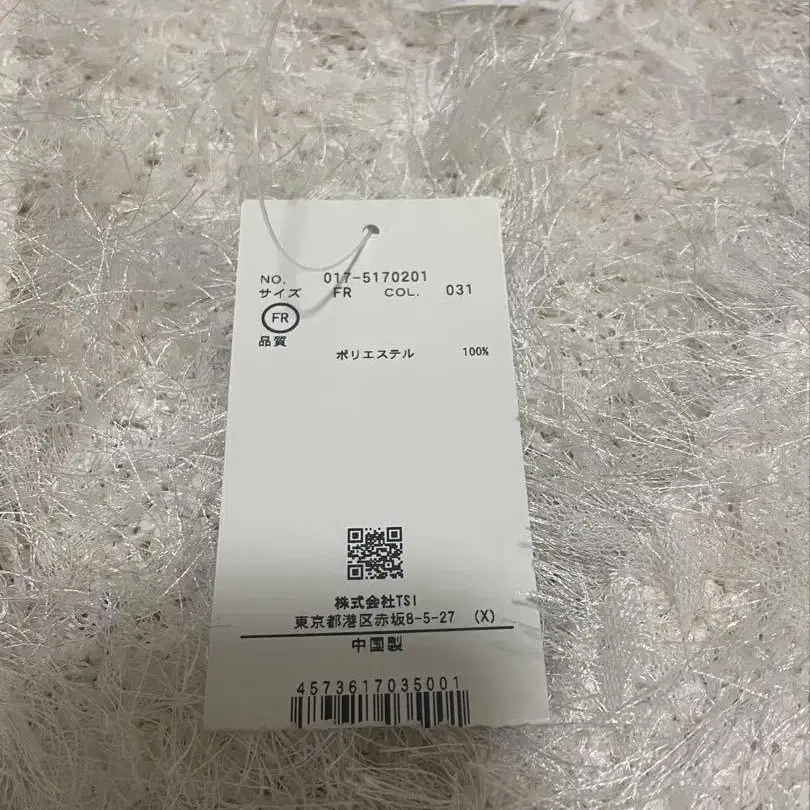 NO. 017-5170201
サイズ FR COL. 031
FR
品質
ポリエステル 100%
株式会社TSI
東京都港区赤坂8-5-27 (X)
中国製
4573617035001